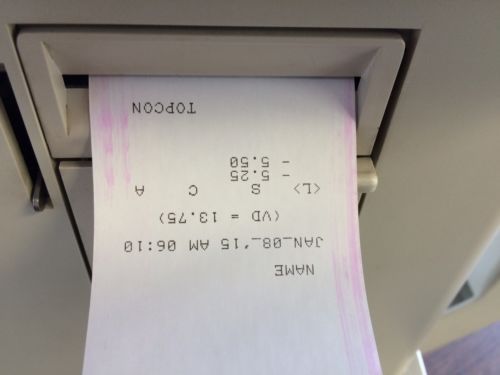 NAME
JAN_08_'15 AM 06:10
(VD = 13.75)
<L> S C A
- 5.25
- 5.50
TOPCON